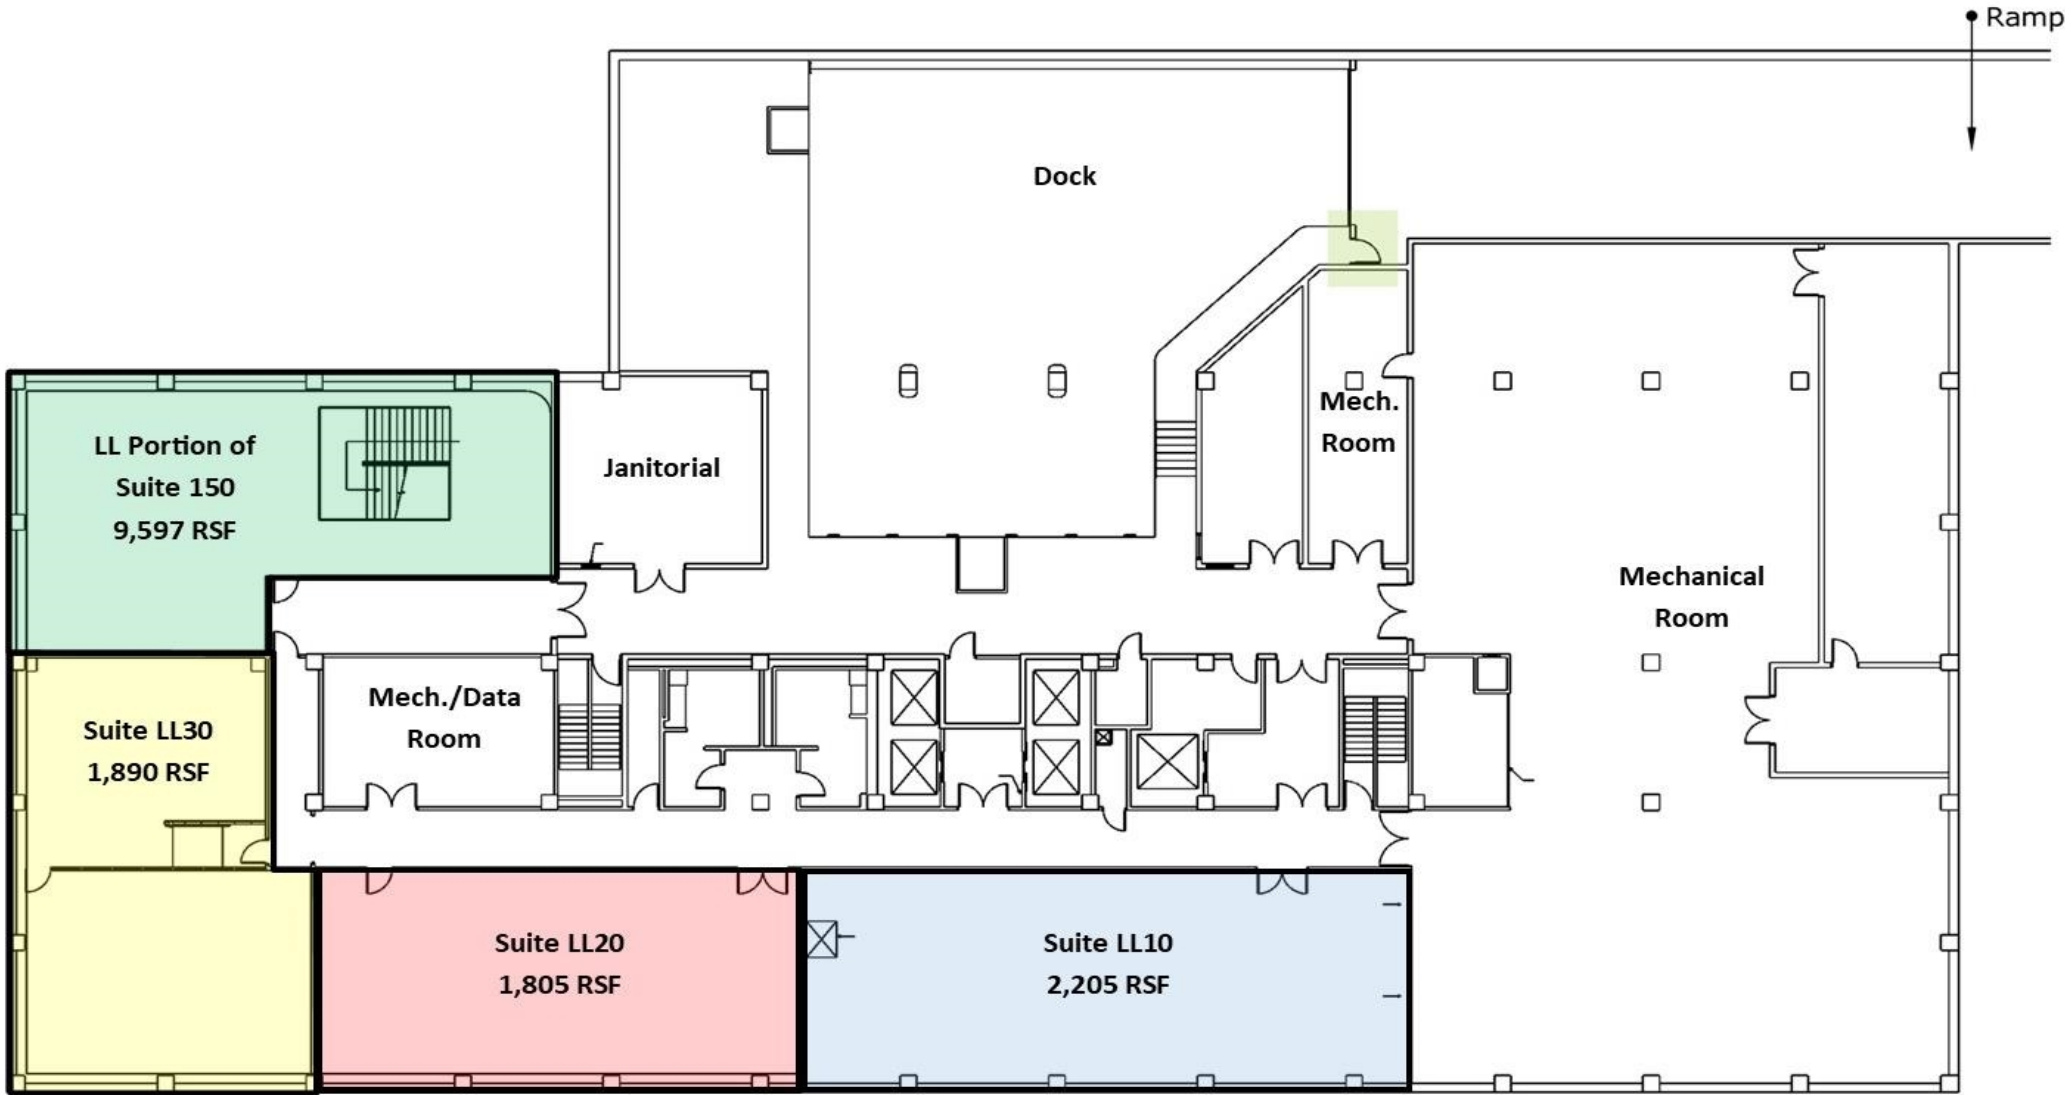 Ramp
Dock
Mech.
Room
LL Portion of
Suite 150
9,597 RSF
Janitorial
Mechanical
Room
Mech./Data
Room
Suite LL30
1,890 RSF
Suite LL20
1,805 RSF
Suite LL10
2,205 RSF